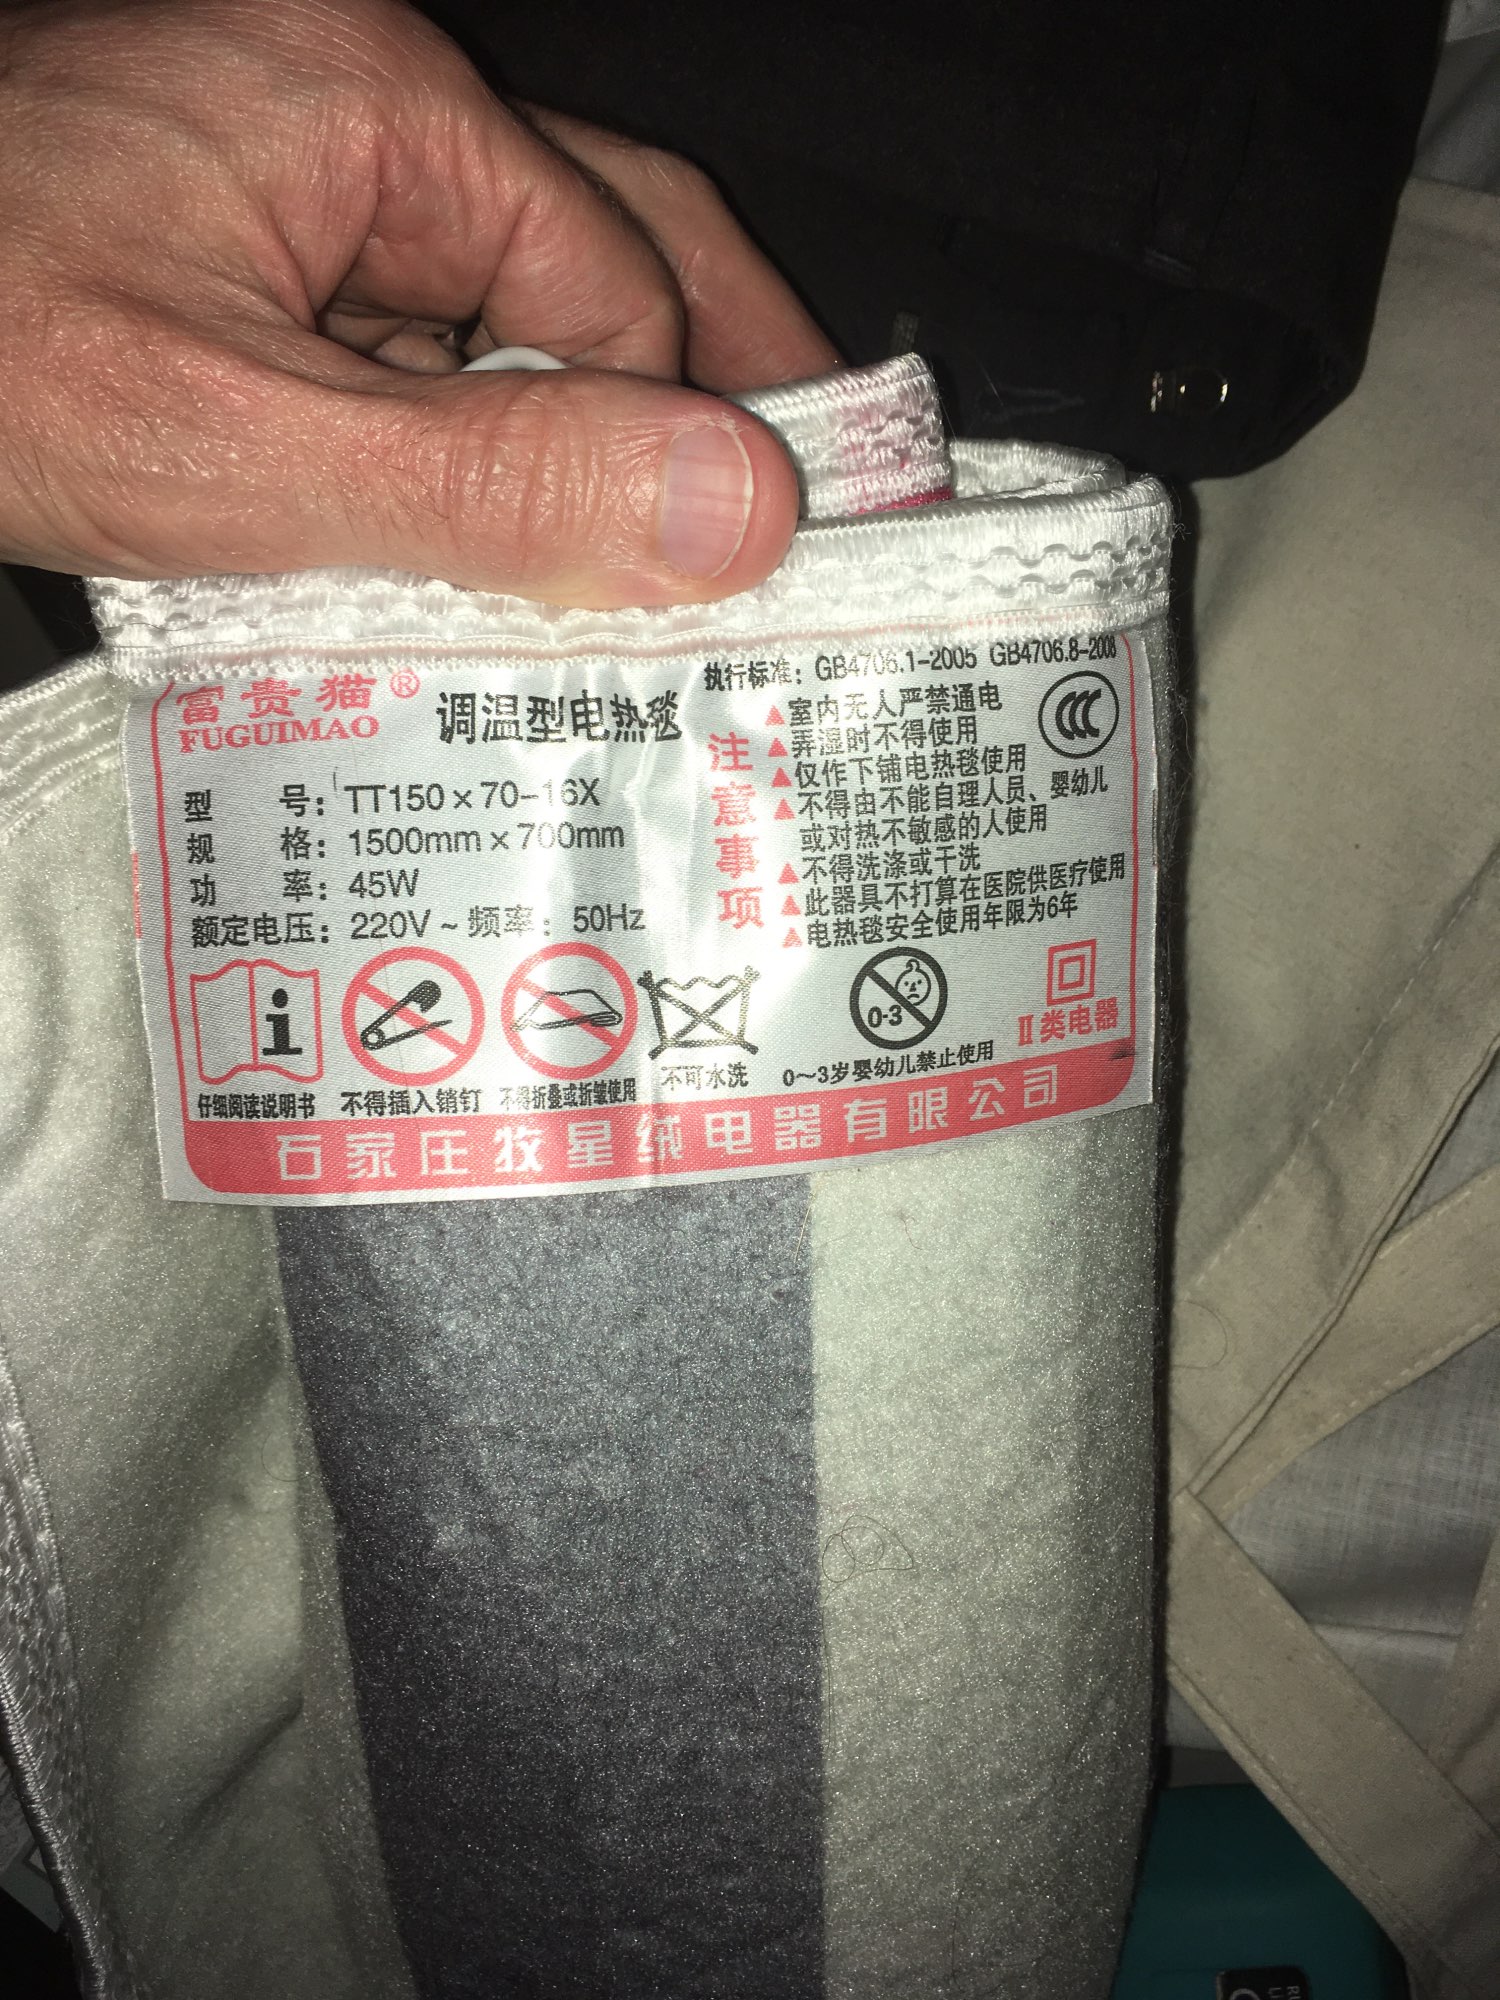 富贵猫®
FUGUIMAO
调温型电热毯
型 号: TT150×70-16X
规 格: 1500mm×700mm
功 率: 45W
额定电压: 220V~频率: 50Hz
执行标准: GB4706.1-2005 GB4706.8-2008
注意事项
▲室内无人严禁通电
▲弄湿时不得使用
▲仅作下铺电热毯使用
▲不得由不能自理人员、婴幼儿
或对热不敏感的人使用
▲不得洗涤或干洗
▲此器具不打算在医院供医疗使用
▲电热毯安全使用年限为6年
CCC
i
0-3
仔细阅读说明书
不得插入销钉
不得折叠或折皱使用
不可水洗
0～3岁婴幼儿禁止使用
II类电器
石家庄牧星绒电器有限公司